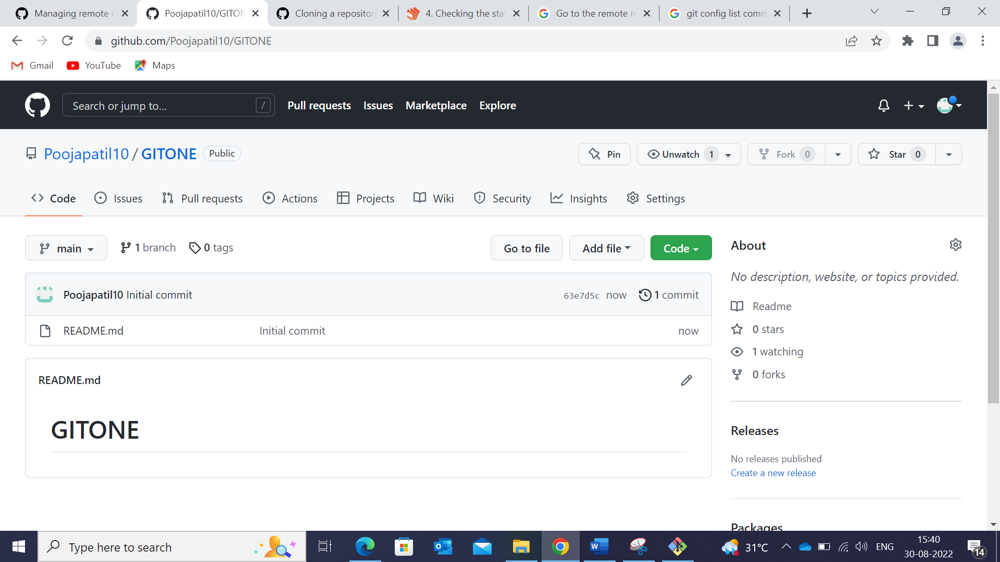 Managing remote r
Poojapatil10/GITON
Cloning a repositor
4. Checking the stat
Go to the remote re
git config list comm
github.com/Poojapatil10/GITONE
Gmail
YouTube
Maps
Search or jump to...
/
Pull requests
Issues
Marketplace
Explore
Poojapatil10 / GITONE
Public
Pin
Unwatch 1
Fork 0
Star 0
Code
Issues
Pull requests
Actions
Projects
Wiki
Security
Insights
Settings
main
1 branch
0 tags
Go to file
Add file
Code
About
No description, website, or topics provided.
Poojapatil10 Initial commit
63e7d5c now
1 commit
README.md
Initial commit
now
Readme
0 stars
1 watching
0 forks
README.md
GITONE
Releases
No releases published
Create a new release
Packages
Type here to search
31°C
ENG
15:40
30-08-2022
14